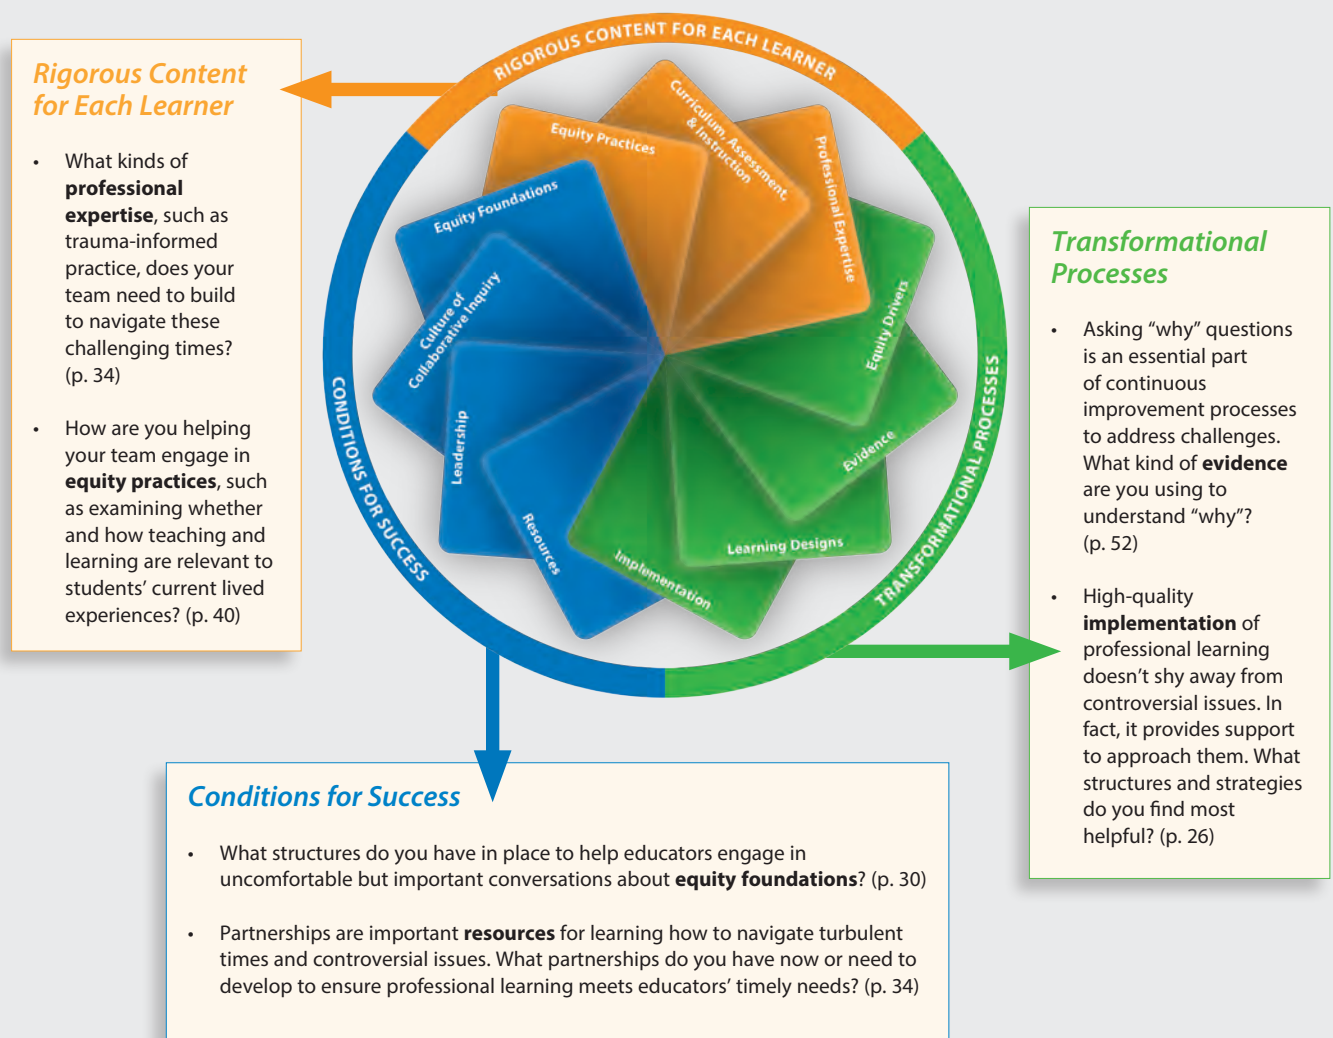 RIGOROUS CONTENT FOR EACH LEARNER
Rigorous Content
for Each Learner
• What kinds of
professional
expertise, such as
trauma-informed
practice, does your
team need to build
to navigate these
challenging times?
(p. 34)
• How are you helping
your team engage in
equity practices, such
as examining whether
and how teaching and
learning are relevant to
students’ current lived
experiences? (p. 40)
Equity Practices
Curriculum, Assessment,
& Instruction
Professional Expertise
Equity Foundations
Culture of
Collaborative Inquiry
Leadership
Resources
Equity Drivers
Evidence
Learning Designs
Implementation
CONDITIONS FOR SUCCESS
TRANSFORMATIONAL PROCESSES
Transformational
Processes
• Asking “why” questions
is an essential part
of continuous
improvement processes
to address challenges.
What kind of evidence
are you using to
understand “why”?
(p. 52)
• High-quality
implementation of
professional learning
doesn’t shy away from
controversial issues. In
fact, it provides support
to approach them. What
structures and strategies
do you find most
helpful? (p. 26)
Conditions for Success
• What structures do you have in place to help educators engage in
uncomfortable but important conversations about equity foundations? (p. 30)
• Partnerships are important resources for learning how to navigate turbulent
times and controversial issues. What partnerships do you have now or need to
develop to ensure professional learning meets educators’ timely needs? (p. 34)